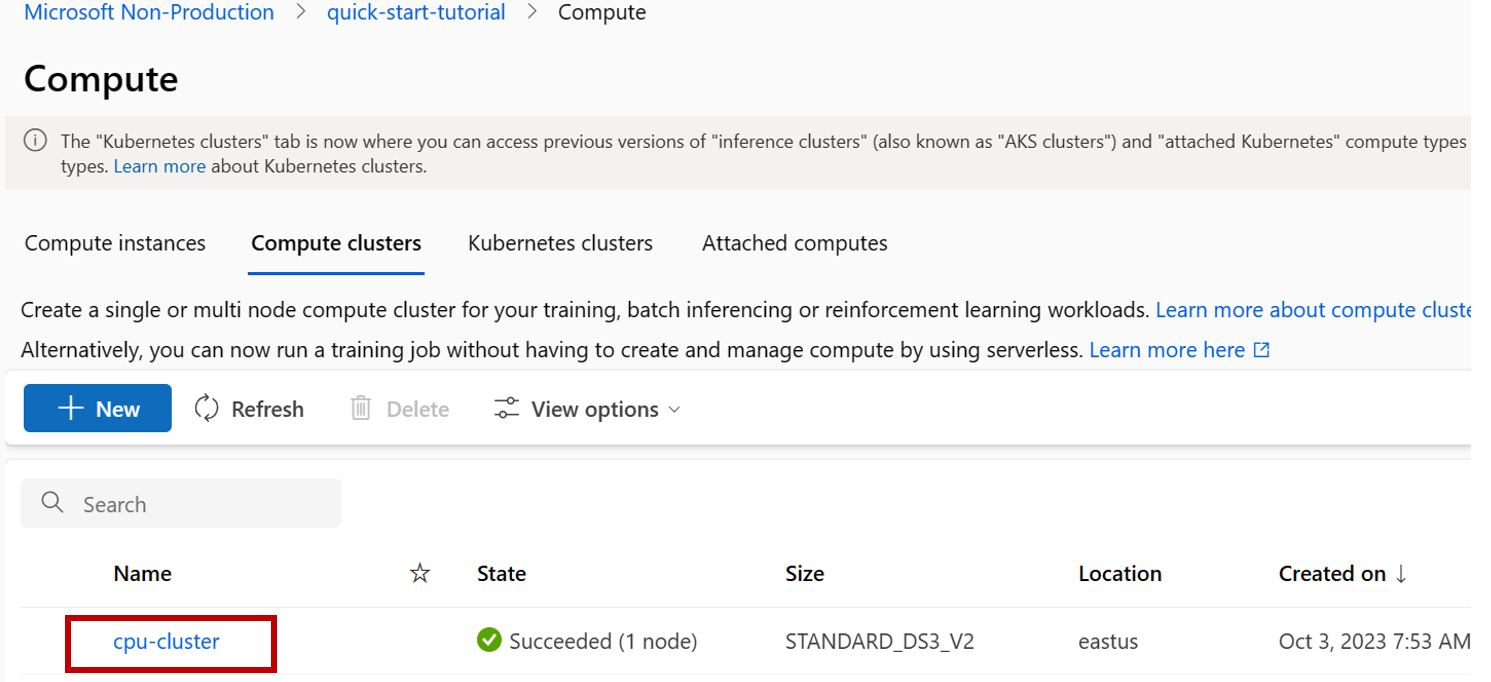 Microsoft Non-Production > quick-start-tutorial > Compute
Compute
The "Kubernetes clusters" tab is now where you can access previous versions of "inference clusters" (also known as "AKS clusters") and "attached Kubernetes" compute types
types. Learn more about Kubernetes clusters.
Compute instances Compute clusters Kubernetes clusters Attached computes
Create a single or multi node compute cluster for your training, batch inferencing or reinforcement learning workloads. Learn more about compute cluste
Alternatively, you can now run a training job without having to create and manage compute by using serverless. Learn more here
New Refresh Delete View options
Search
Name State Size Location Created on ↓
cpu-cluster Succeeded (1 node) STANDARD_DS3_V2 eastus Oct 3, 2023 7:53 AM